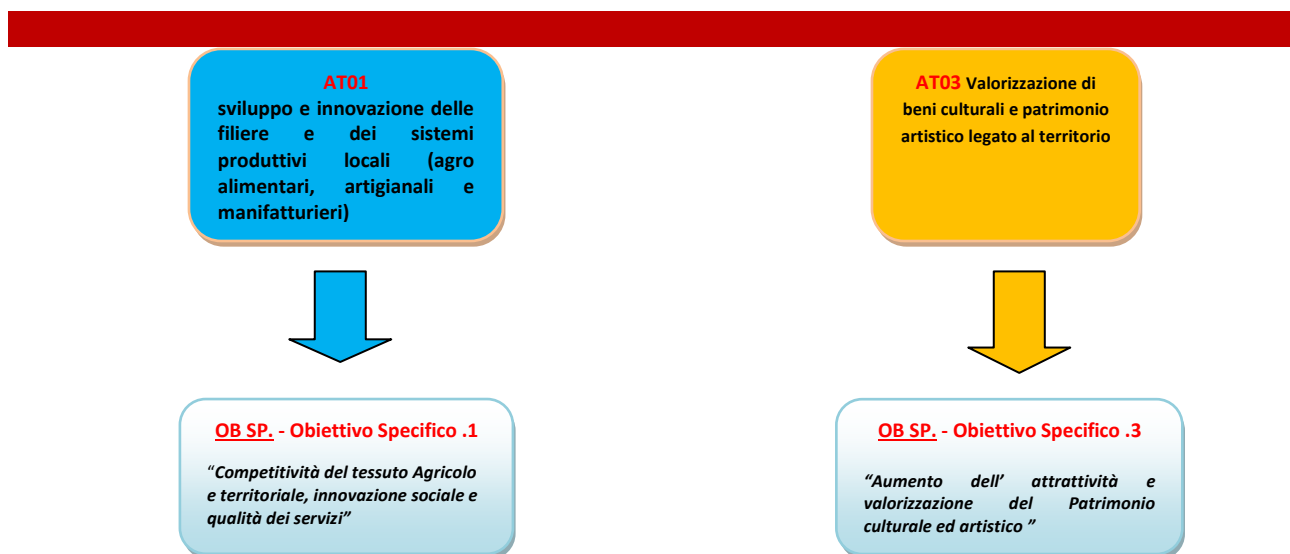 AT01
sviluppo e innovazione delle
filiere e dei sistemi
produttivi locali (agro
alimentari, artigianali e
manifatturieri)
AT03 Valorizzazione di
beni culturali e patrimonio
artistico legato al territorio
OB SP. - Obiettivo Specifico .1
“Competitività del tessuto Agricolo
e territoriale, innovazione sociale e
qualità dei servizi”
OB SP. - Obiettivo Specifico .3
“Aumento dell’ attrattività e
valorizzazione del Patrimonio
culturale ed artistico ”